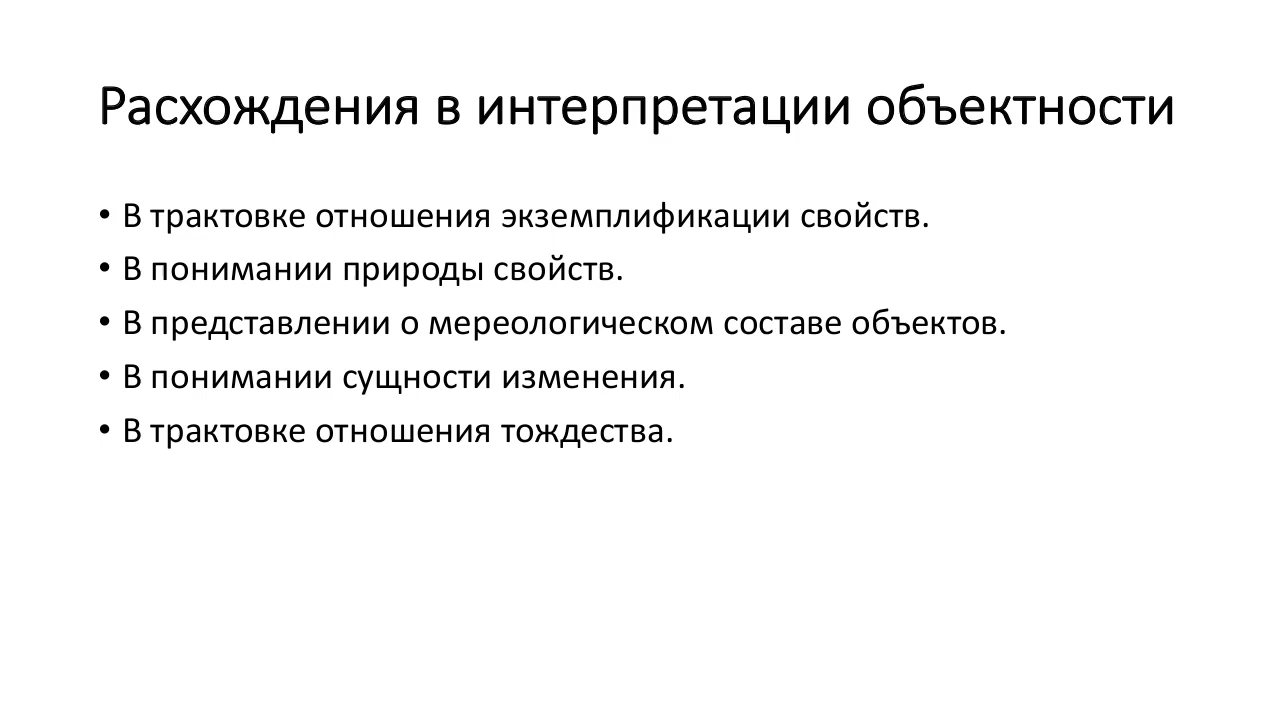 Расхождения в интерпретации объектности
• В трактовке отношения экземплификации свойств.
• В понимании природы свойств.
• В представлении о мереологическом составе объектов.
• В понимании сущности изменения.
• В трактовке отношения тождества.